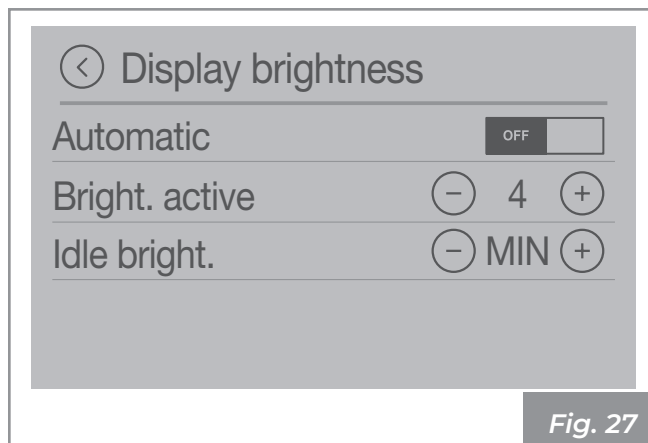 Display brightness
Automatic OFF
Bright. active − 4 +
Idle bright. − MIN +
Fig. 27